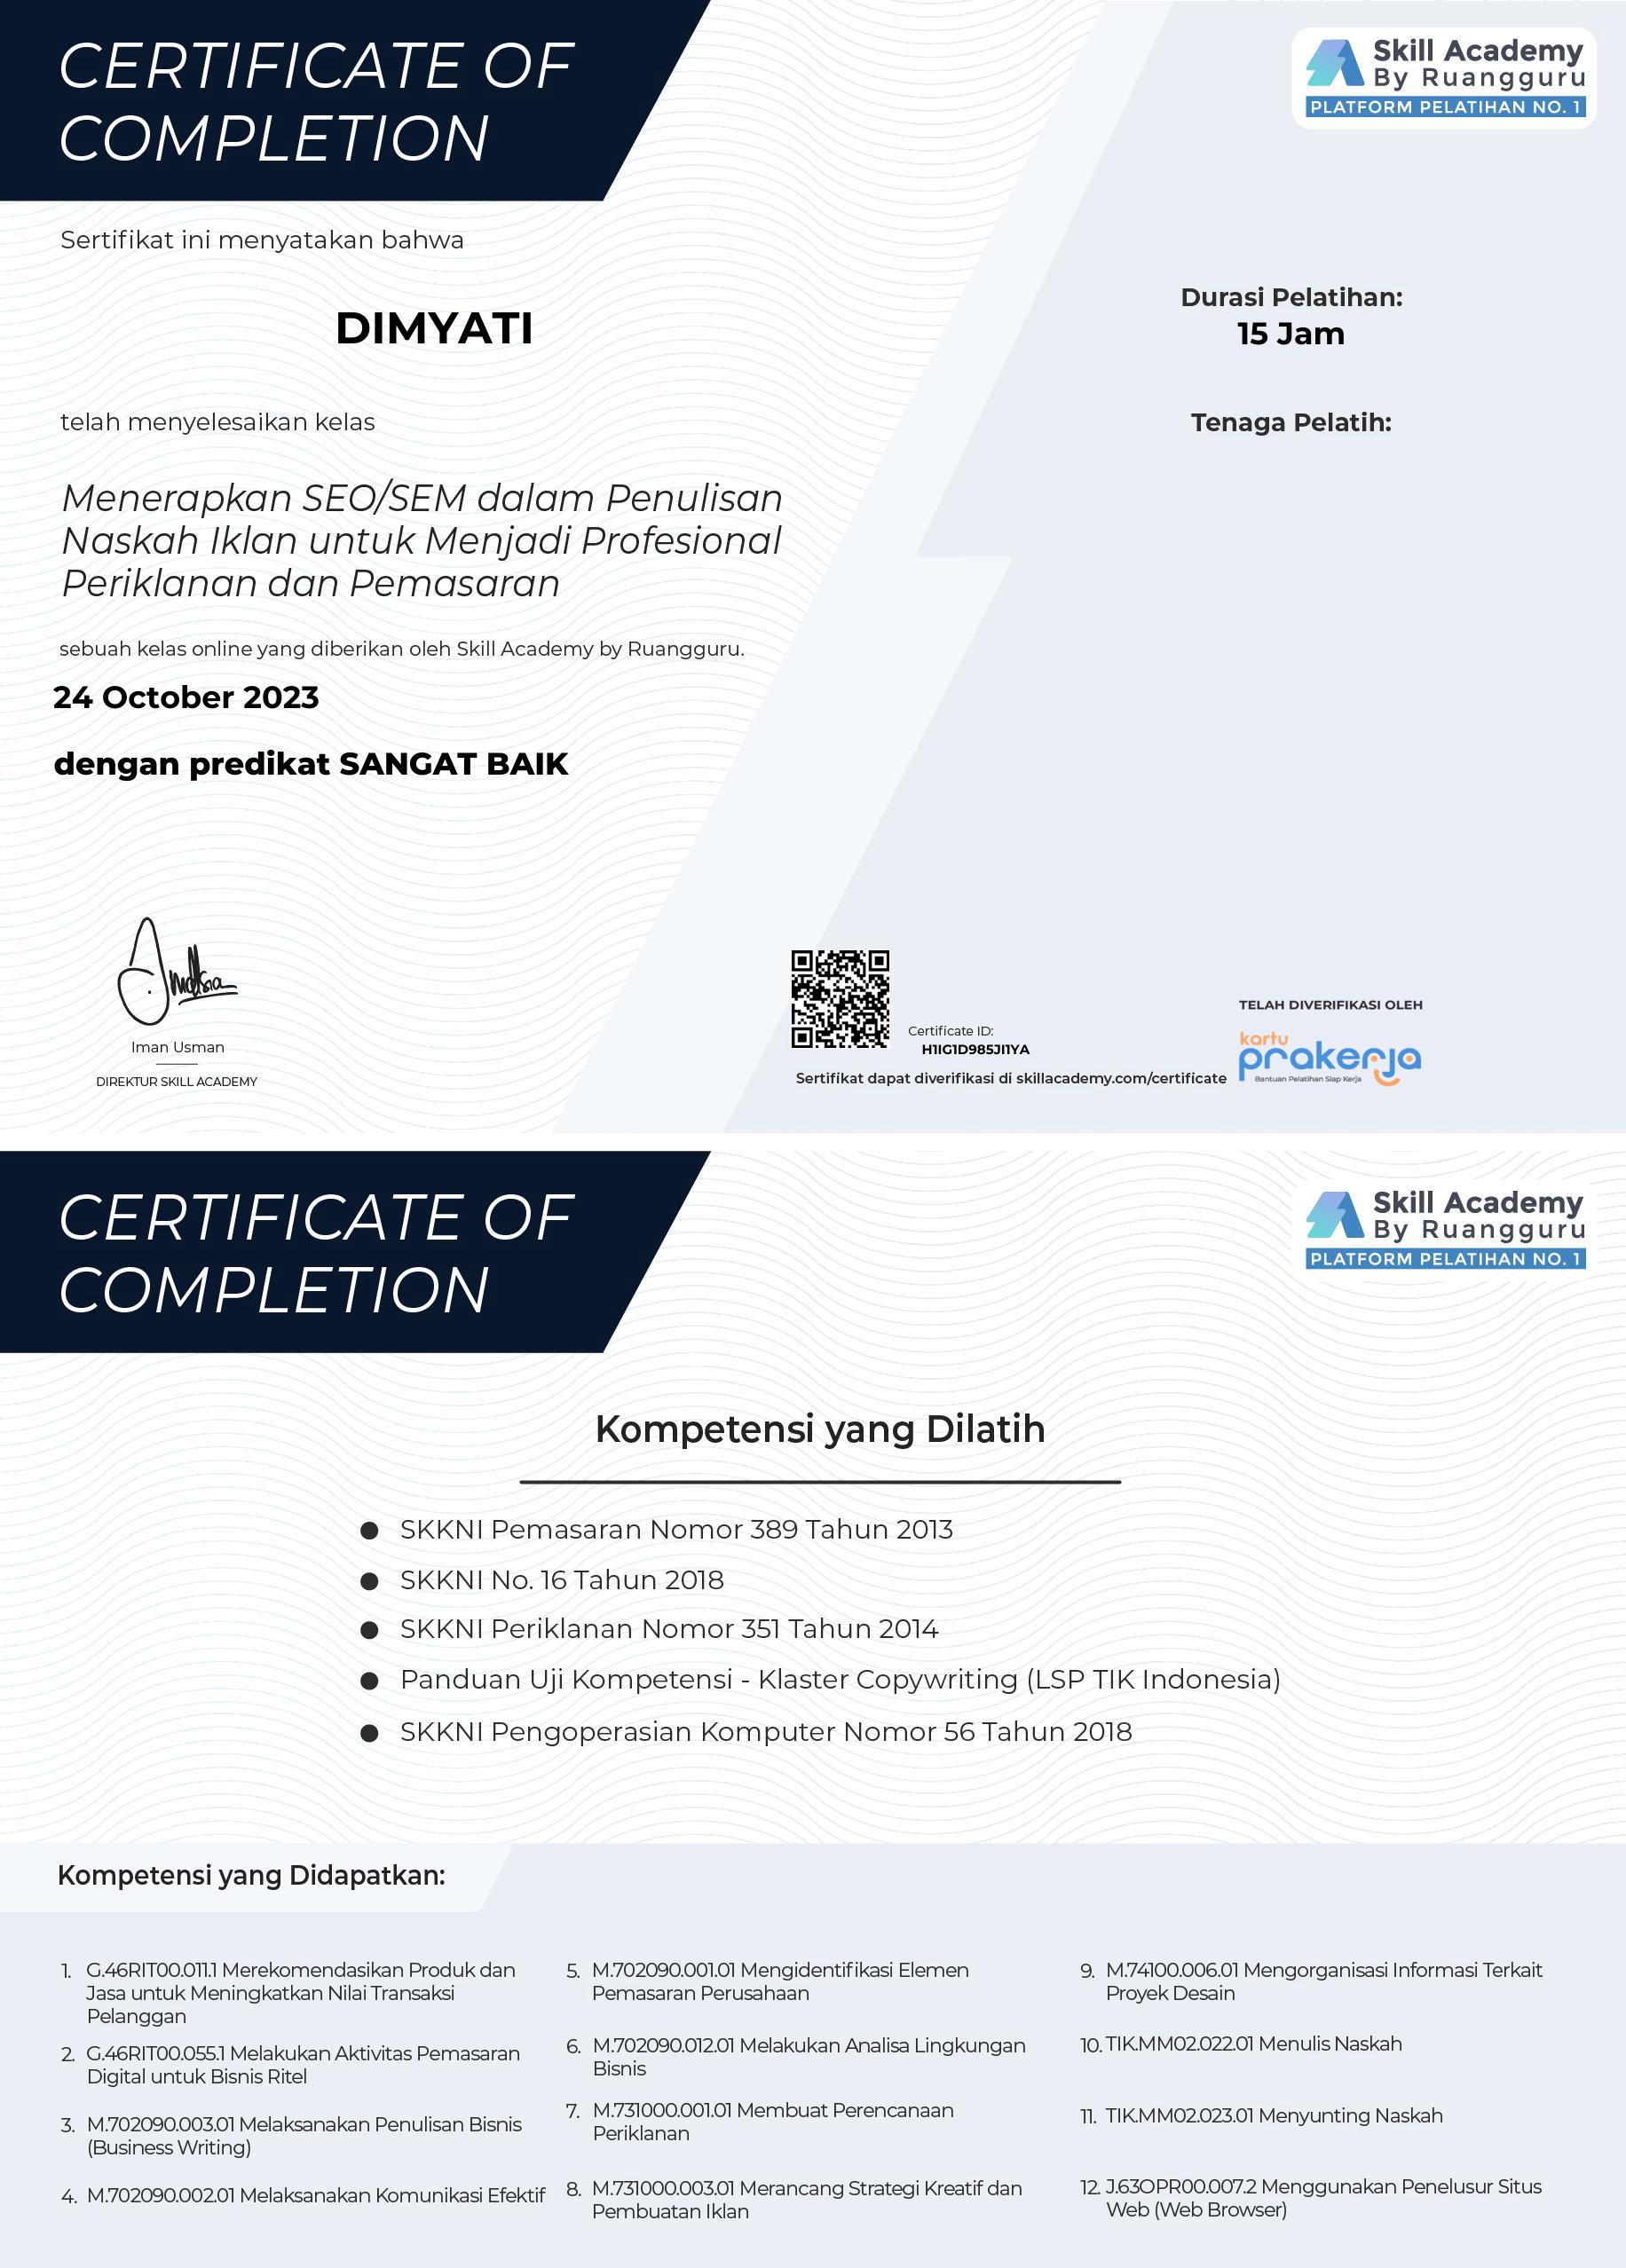 CERTIFICATE OF
COMPLETION
Skill Academy
By Ruangguru
PLATFORM PELATIHAN NO. 1
Sertifikat ini menyatakan bahwa
DIMYATI
telah menyelesaikan kelas
Menerapkan SEO/SEM dalam Penulisan
Naskah Iklan untuk Menjadi Profesional
Periklanan dan Pemasaran
sebuah kelas online yang diberikan oleh Skill Academy by Ruangguru.
24 October 2023
dengan predikat SANGAT BAIK
Durasi Pelatihan:
15 Jam
Tenaga Pelatih:
Iman Usman
DIREKTUR SKILL ACADEMY
Certificate ID:
H1IG1D985JI1YA
Sertifikat dapat diverifikasi di skillacademy.com/certificate
TELAH DIVERIFIKASI OLEH
kartu
prakerja
Bantuan Pelatihan Siap Kerja
CERTIFICATE OF
COMPLETION
Skill Academy
By Ruangguru
PLATFORM PELATIHAN NO. 1
Kompetensi yang Dilatih
● SKKNI Pemasaran Nomor 389 Tahun 2013
● SKKNI No. 16 Tahun 2018
● SKKNI Periklanan Nomor 351 Tahun 2014
● Panduan Uji Kompetensi - Klaster Copywriting (LSP TIK Indonesia)
● SKKNI Pengoperasian Komputer Nomor 56 Tahun 2018
Kompetensi yang Didapatkan:
1. G.46RIT00.011.1 Merekomendasikan Produk dan
Jasa untuk Meningkatkan Nilai Transaksi
Pelanggan
2. G.46RIT00.055.1 Melakukan Aktivitas Pemasaran
Digital untuk Bisnis Ritel
3. M.702090.003.01 Melaksanakan Penulisan Bisnis
(Business Writing)
4. M.702090.002.01 Melaksanakan Komunikasi Efektif
5. M.702090.001.01 Mengidentifikasi Elemen
Pemasaran Perusahaan
6. M.702090.012.01 Melakukan Analisa Lingkungan
Bisnis
7. M.731000.001.01 Membuat Perencanaan
Periklanan
8. M.731000.003.01 Merancang Strategi Kreatif dan
Pembuatan Iklan
9. M.74100.006.01 Mengorganisasi Informasi Terkait
Proyek Desain
10. TIK.MM02.022.01 Menulis Naskah
11. TIK.MM02.023.01 Menyunting Naskah
12. J.63OPR00.007.2 Menggunakan Penelusur Situs
Web (Web Browser)